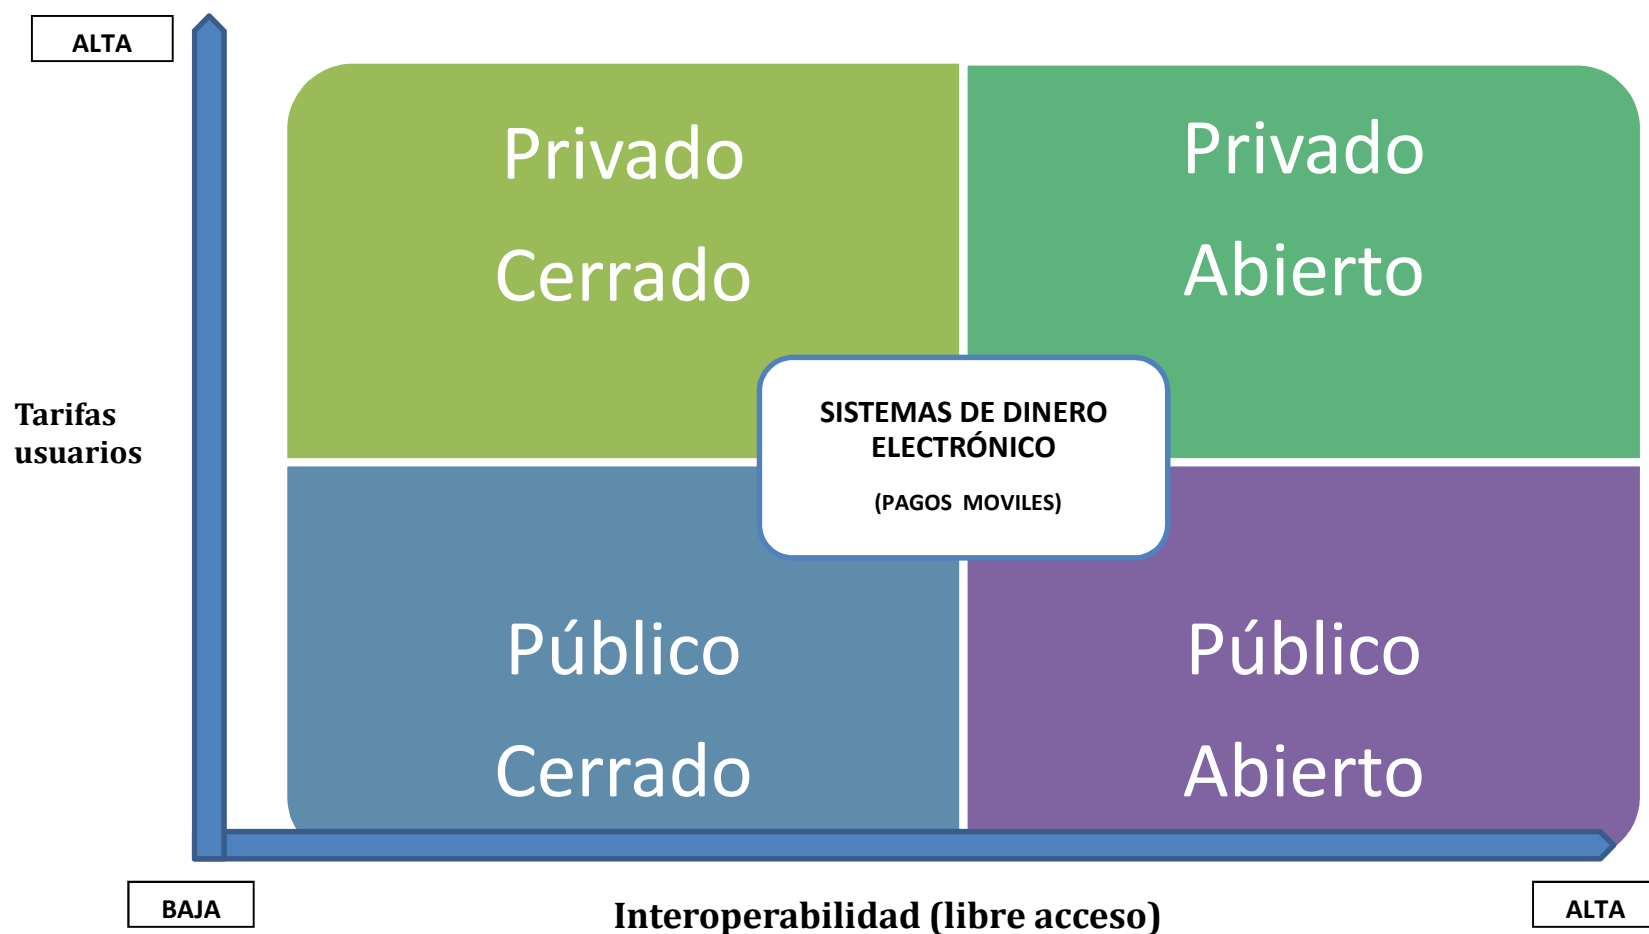 ALTA
Privado
Cerrado
Privado
Abierto
Tarifas
usuarios
SISTEMAS DE DINERO
ELECTRÓNICO
(PAGOS MOVILES)
Público
Cerrado
Público
Abierto
BAJA
Interoperabilidad (libre acceso)
ALTA